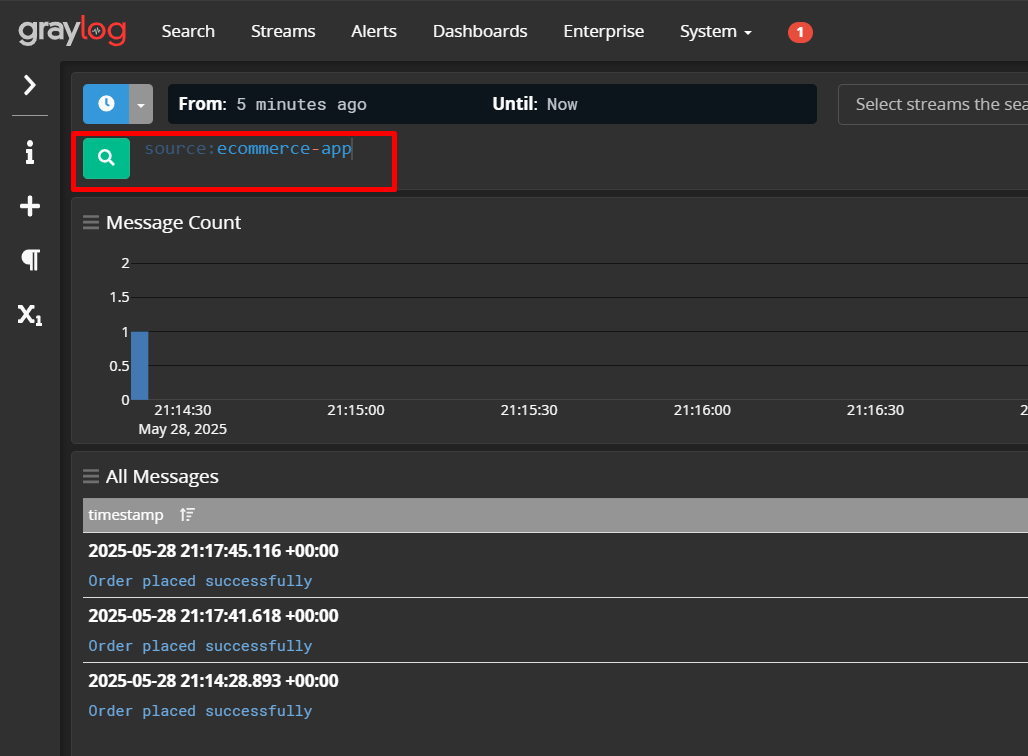 graylog Search Streams Alerts Dashboards Enterprise System 1
From: 5 minutes ago Until: Now Select streams the sea
source:ecommerce-app
Message Count
2
1.5
1
0.5
0
21:14:30 21:15:00 21:15:30 21:16:00 21:16:30 2
May 28, 2025
All Messages
timestamp
2025-05-28 21:17:45.116 +00:00
Order placed successfully
2025-05-28 21:17:41.618 +00:00
Order placed successfully
2025-05-28 21:14:28.893 +00:00
Order placed successfully